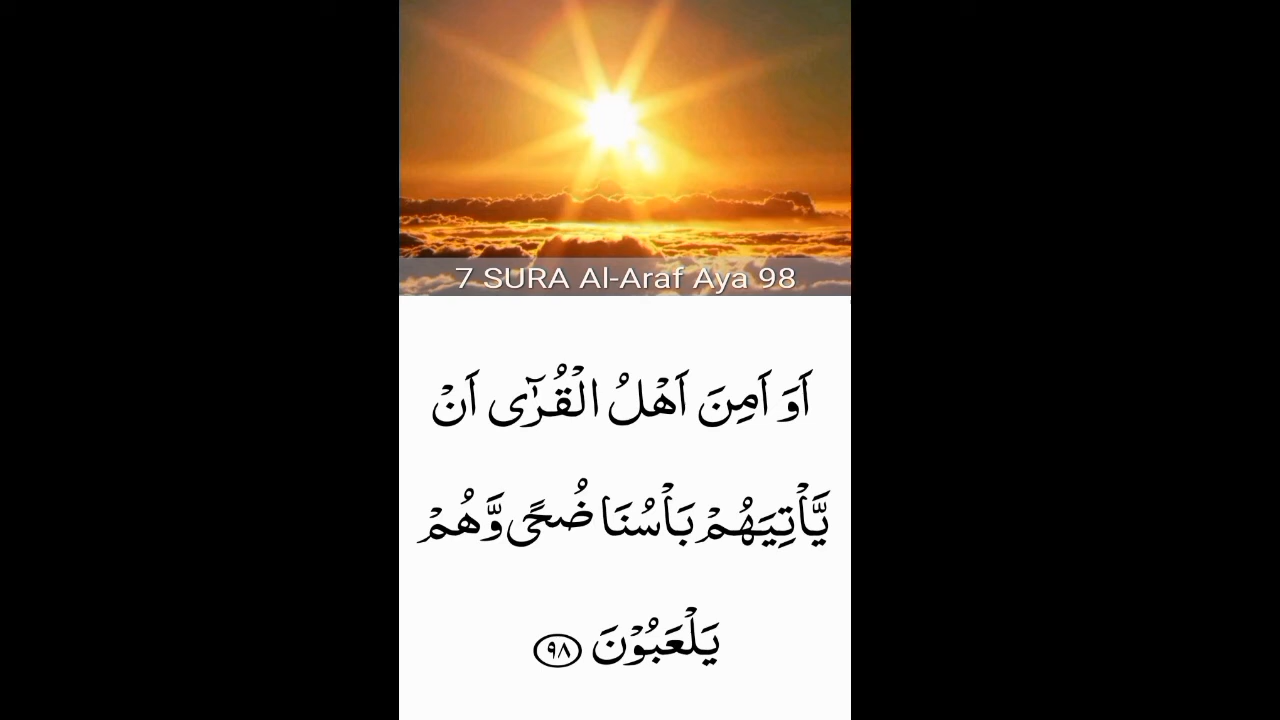 7 SURA Al-Araf Aya 98
اَوَ اَمِنَ اَهْلُ الْقُرٰٓى اَنْ
يَّاْتِيَهُمْ بَاْسُنَا ضُحًى وَّهُمْ
يَلْعَبُوْنَ ۝٩٨